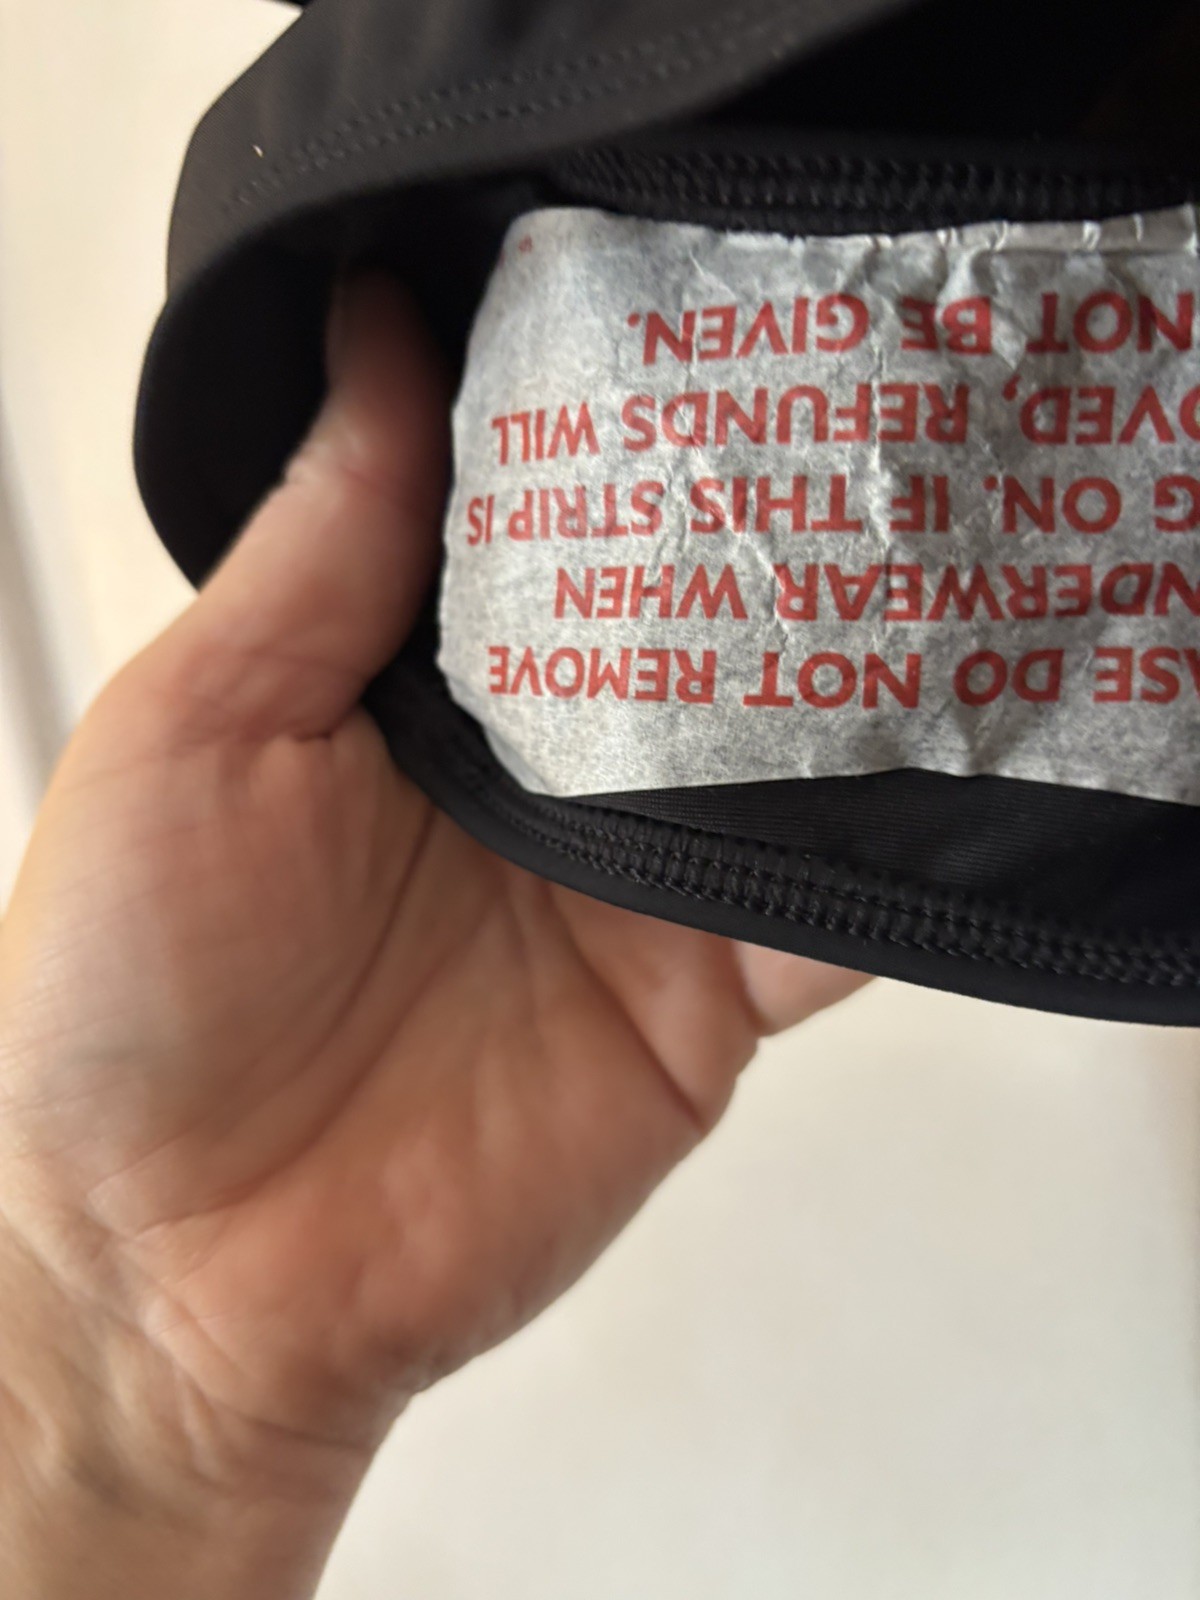 ASE DO NOT REMOVE
NDERWEAR WHEN
G ON. IF THIS STRIP IS
OVED, REFUNDS WILL
NOT BE GIVEN.